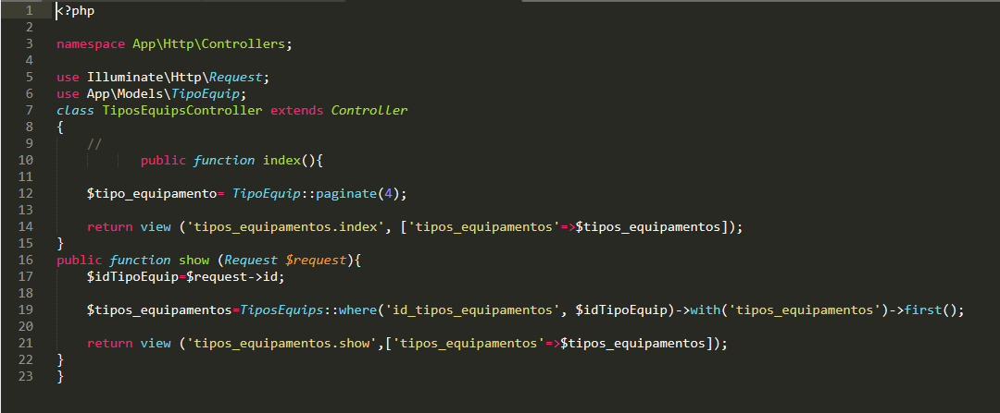 1 <?php
2
3 namespace App\Http\Controllers;
4
5 use Illuminate\Http\Request;
6 use App\Models\TipoEquip;
7 class TiposEquipsController extends Controller
8 {
9 //
10 public function index(){
11
12 $tipo_equipamento= TipoEquip::paginate(4);
13
14 return view ('tipos_equipamentos.index', ['tipos_equipamentos'=>$tipos_equipamentos]);
15 }
16 public function show (Request $request){
17 $idTipoEquip=$request->id;
18
19 $tipos_equipamentos=TiposEquips::where('id_tipos_equipamentos', $idTipoEquip)->with('tipos_equipamentos')->first();
20
21 return view ('tipos_equipamentos.show',['tipos_equipamentos'=>$tipos_equipamentos]);
22 }
23 }